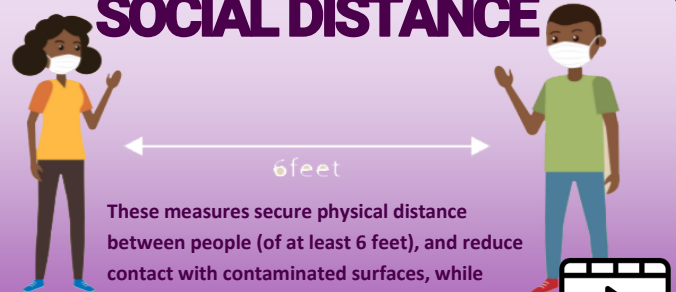 SOCIAL DISTANCE
6feet
These measures secure physical distance
between people (of at least 6 feet), and reduce
contact with contaminated surfaces, while